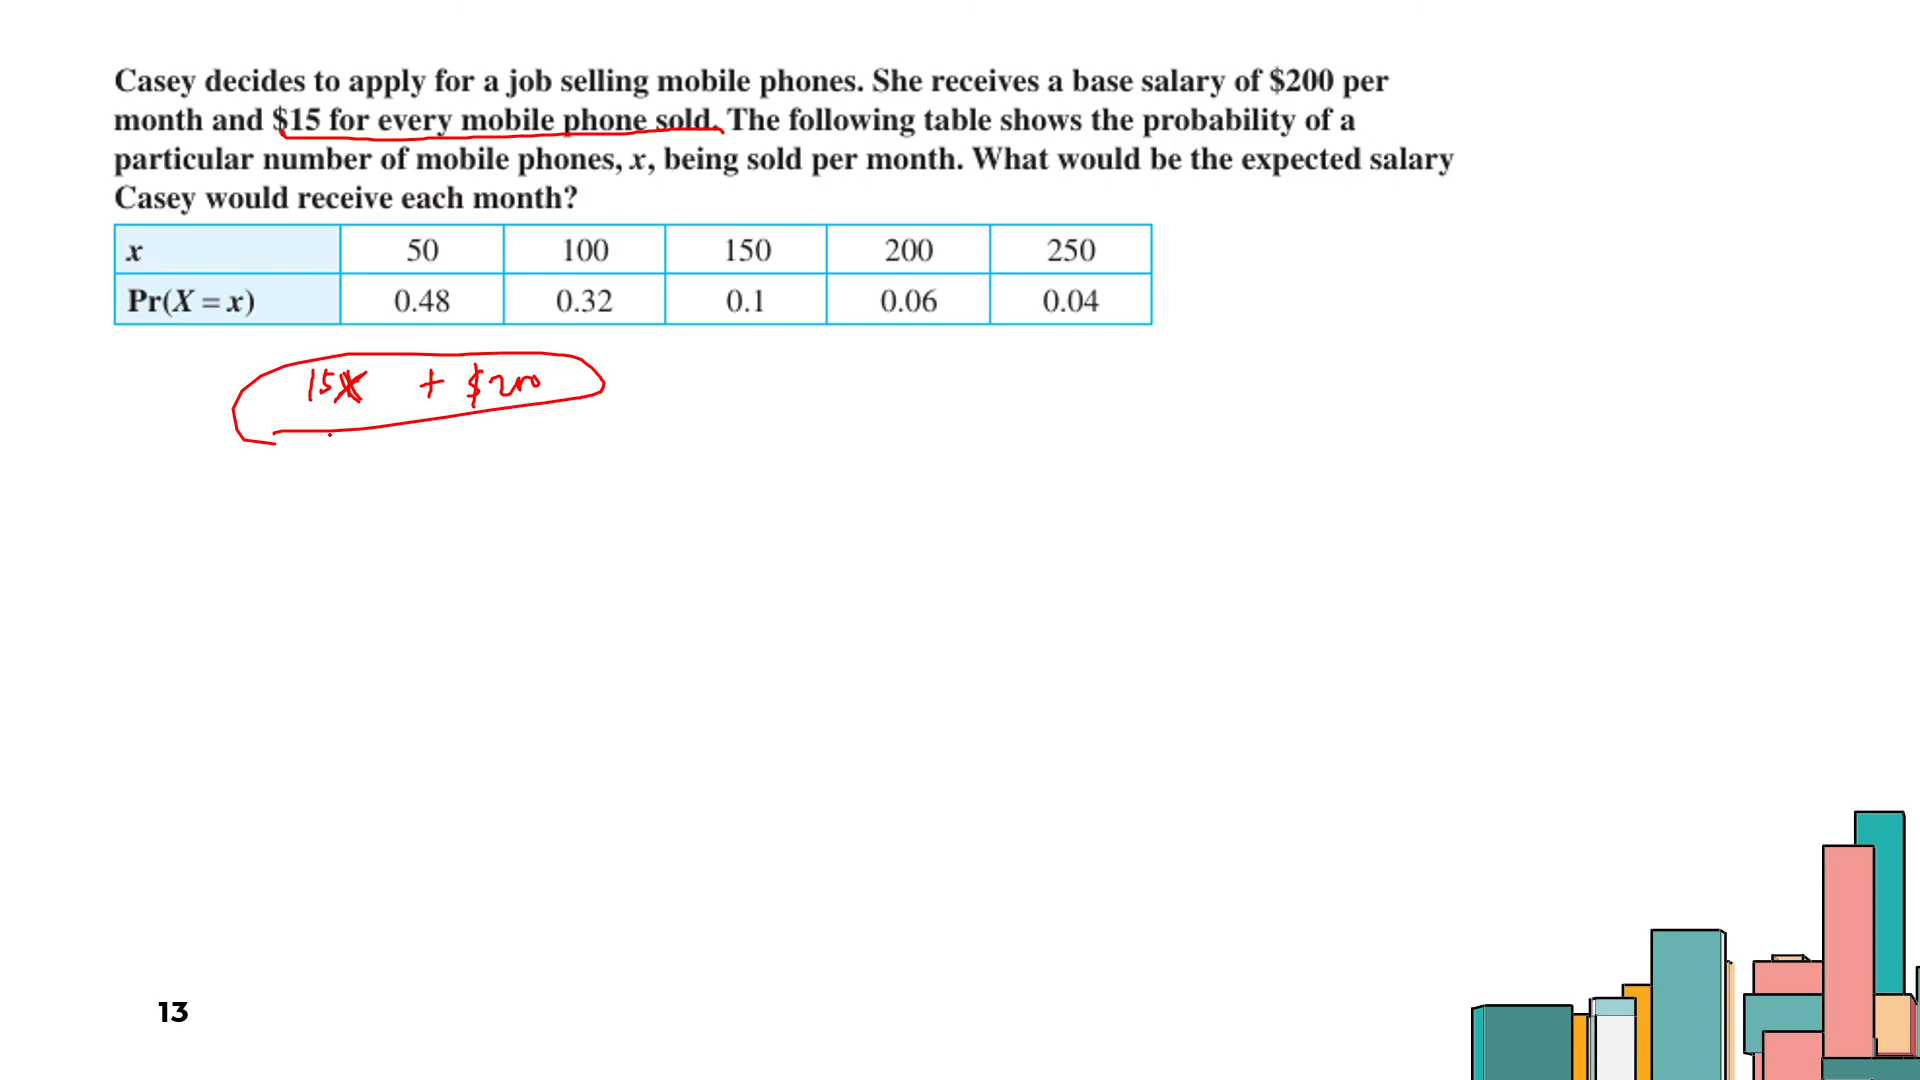 Casey decides to apply for a job selling mobile phones. She receives a base salary of $200 per
month and $15 for every mobile phone sold. The following table shows the probability of a
particular number of mobile phones, x, being sold per month. What would be the expected salary
Casey would receive each month?
x 50 100 150 200 250
Pr(X = x) 0.48 0.32 0.1 0.06 0.04
15x + $200
13